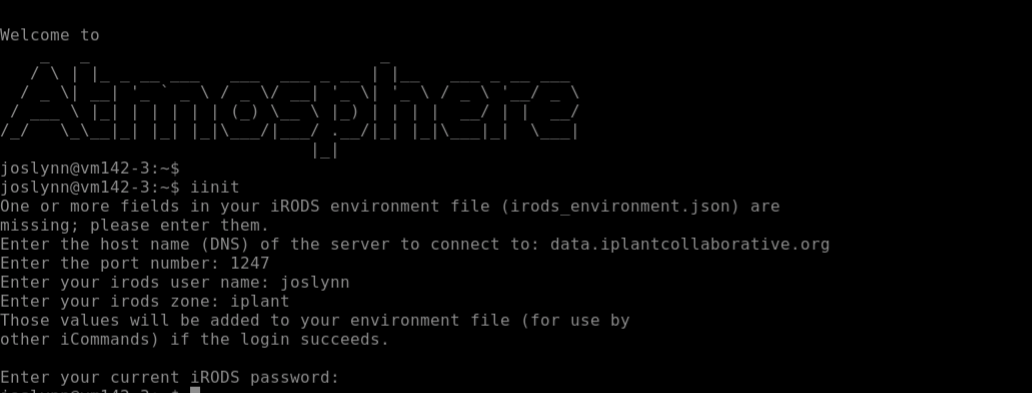 Welcome to
Atmosphere
joslynn@vm142-3:~$
joslynn@vm142-3:~$ iinit
One or more fields in your iRODS environment file (irods_environment.json) are
missing; please enter them.
Enter the host name (DNS) of the server to connect to: data.iplantcollaborative.org
Enter the port number: 1247
Enter your irods user name: joslynn
Enter your irods zone: iplant
Those values will be added to your environment file (for use by
other iCommands) if the login succeeds.
Enter your current iRODS password:
joslynn@vm142-3:~$